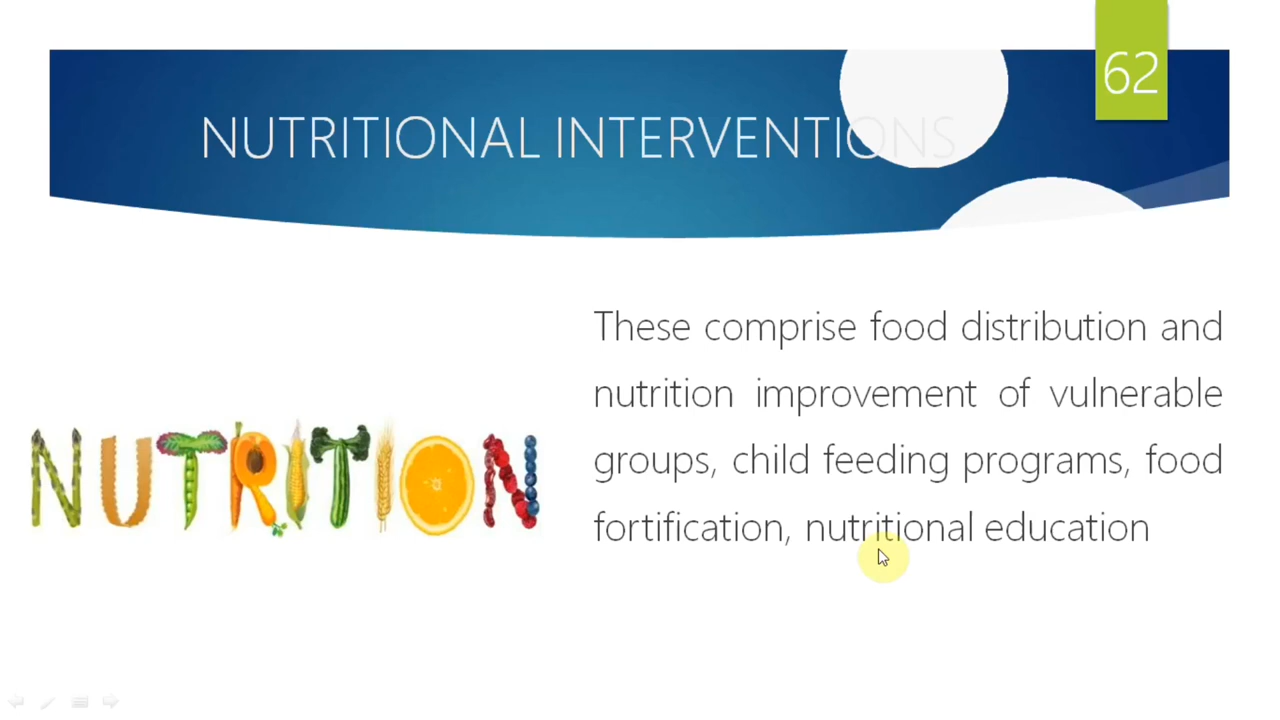 62
NUTRITIONAL INTERVENTIONS
These comprise food distribution and
nutrition improvement of vulnerable
groups, child feeding programs, food
fortification, nutritional education
NUTRITION